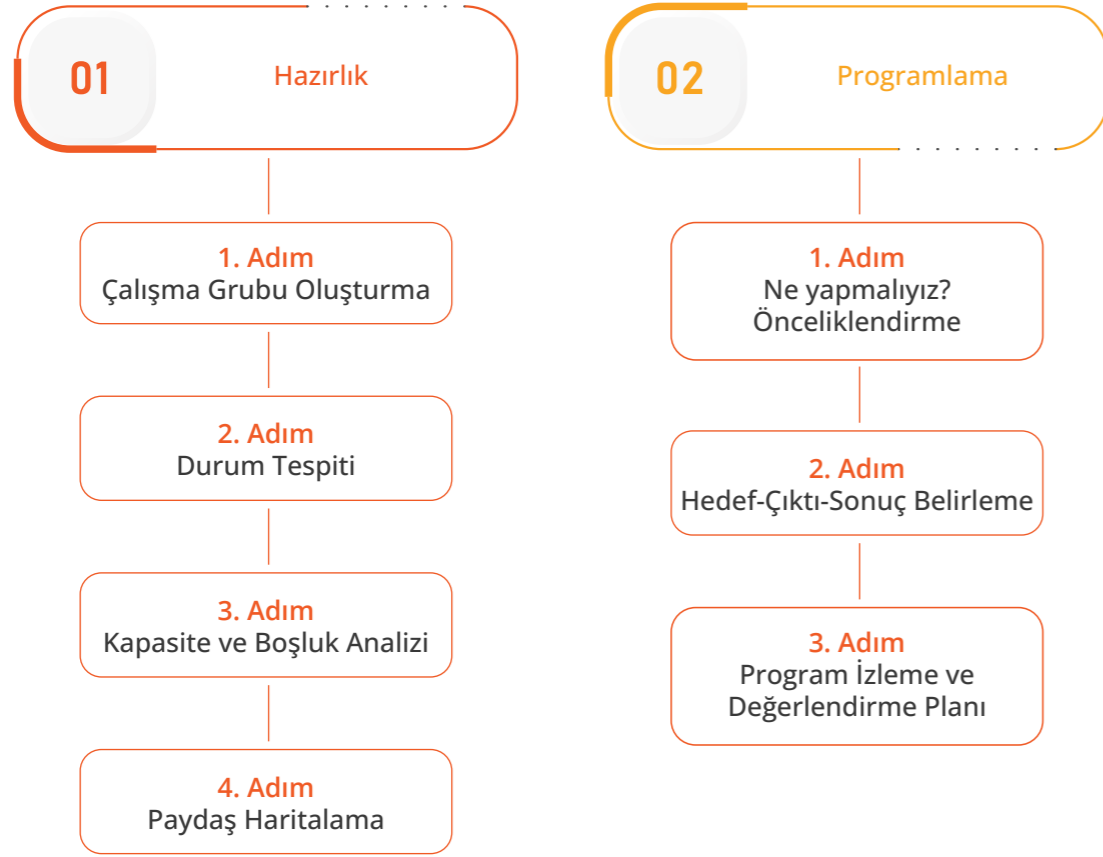 01
Hazırlık
1. Adım
Çalışma Grubu Oluşturma
2. Adım
Durum Tespiti
3. Adım
Kapasite ve Boşluk Analizi
4. Adım
Paydaş Haritalama
02
Programlama
1. Adım
Ne yapmalıyız?
Önceliklendirme
2. Adım
Hedef-Çıktı-Sonuç Belirleme
3. Adım
Program İzleme ve
Değerlendirme Planı